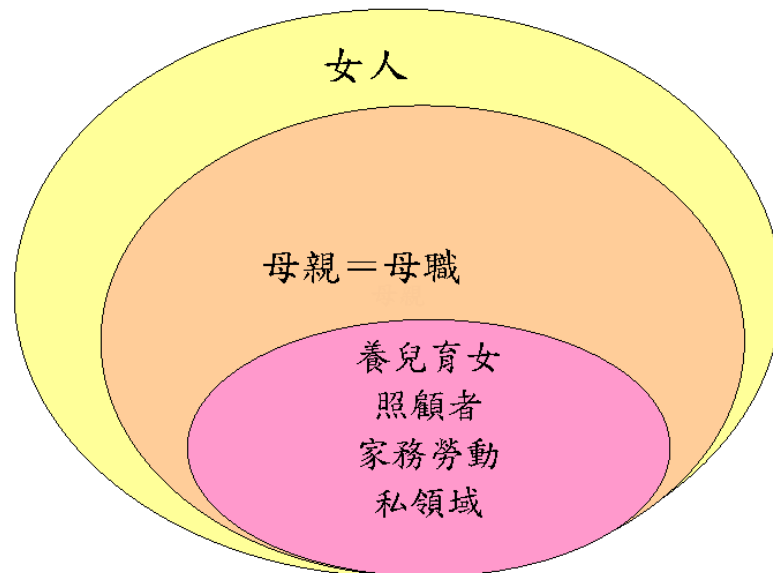 女人
母親＝母職
養兒育女
照顧者
家務勞動
私領域